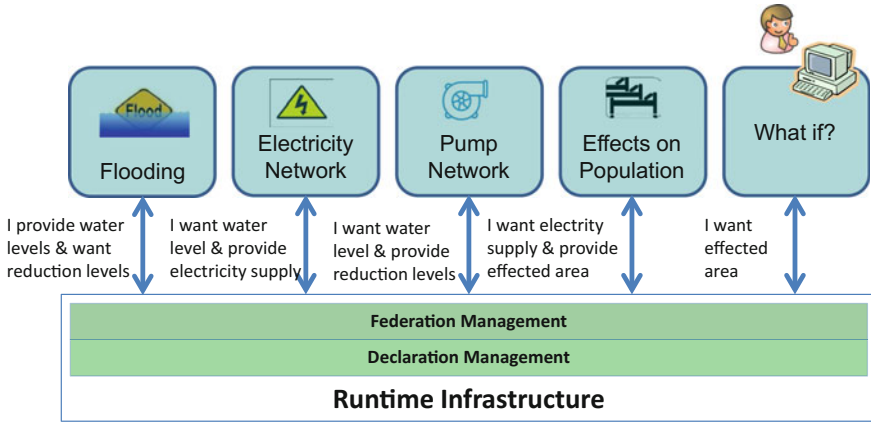 Flood
Flooding
Electricity
Network
Pump
Network
Effects on
Population
What if?
I provide water
levels & want
reduction levels
I want water
level & provide
electricity supply
I want water
level & provide
reduction levels
I want electrity
supply & provide
effected area
I want
effected
area
Federation Management
Declaration Management
Runtime Infrastructure